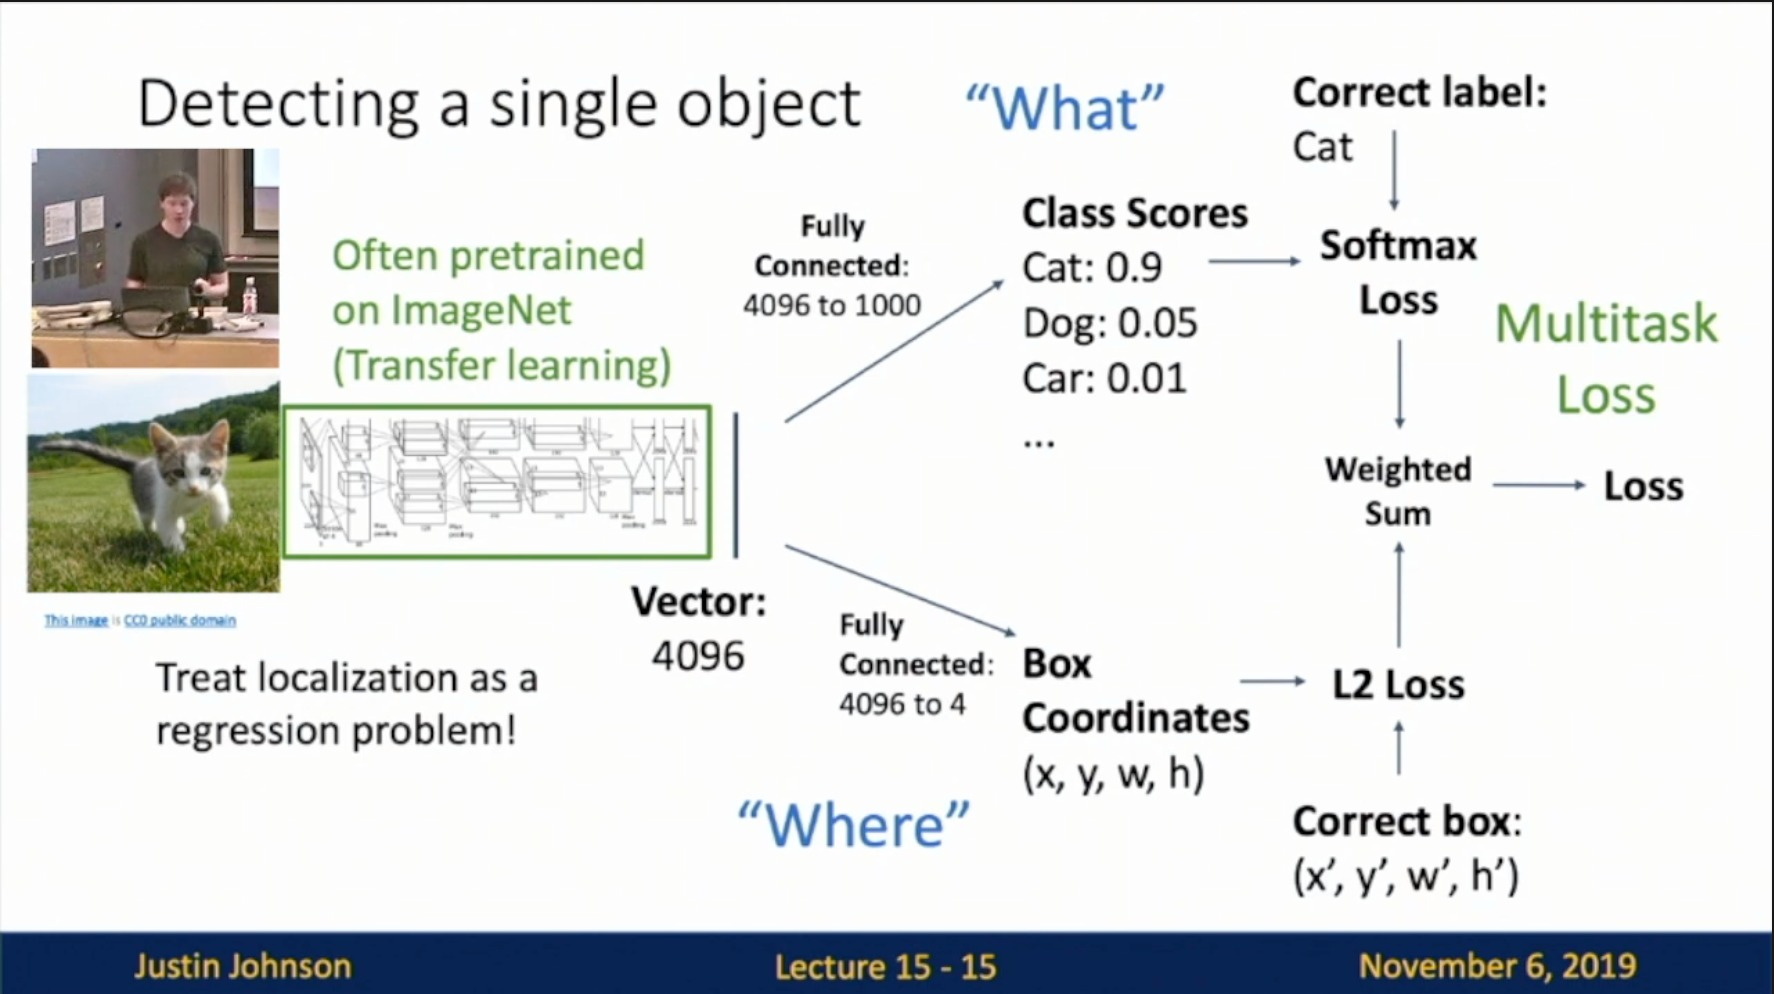 Detecting a single object
“What”
Correct label:
Cat
Often pretrained
on ImageNet
(Transfer learning)
Fully
Connected:
4096 to 1000
Class Scores
Cat: 0.9
Dog: 0.05
Car: 0.01
...
Softmax
Loss
Multitask
Loss
Weighted
Sum
Loss
This image is CC0 public domain
Treat localization as a
regression problem!
Vector:
4096
Fully
Connected:
4096 to 4
Box
Coordinates
(x, y, w, h)
L2 Loss
“Where”
Correct box:
(x’, y’, w’, h’)
Justin Johnson
Lecture 15 - 15
November 6, 2019